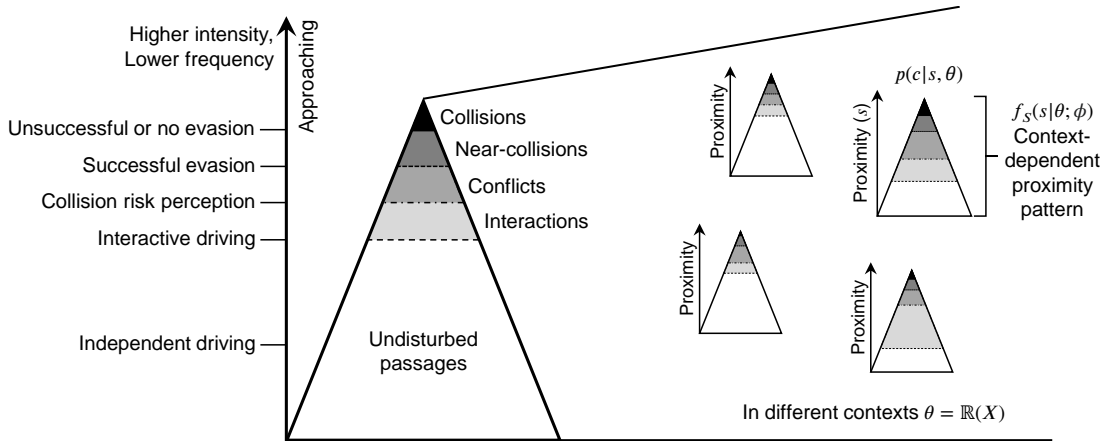 Higher intensity,
Lower frequency
Approaching
Unsuccessful or no evasion
Successful evasion
Collision risk perception
Interactive driving
Independent driving
Collisions
Near-collisions
Conflicts
Interactions
Undisturbed
passages
Proximity
p(c|s, θ)
Proximity (s)
f_S(s|θ; ϕ)
Context-
dependent
proximity
pattern
Proximity
Proximity
In different contexts θ = ℝ(X)